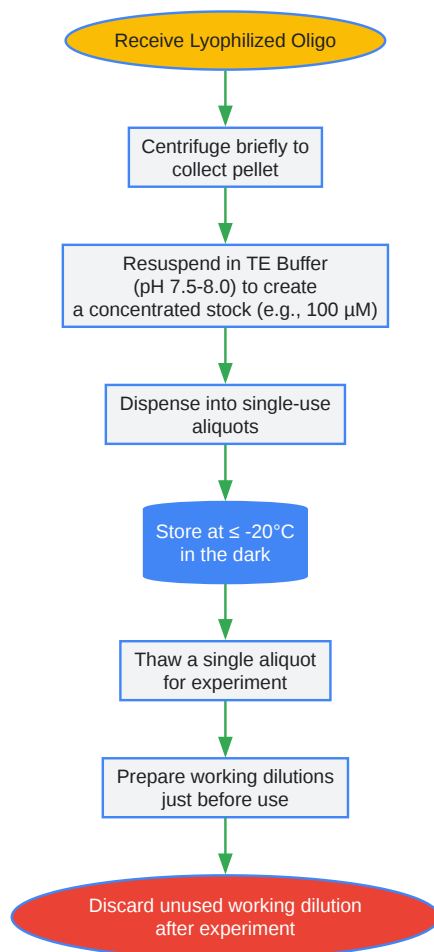 Receive Lyophilized Oligo
Centrifuge briefly to
collect pellet
Resuspend in TE Buffer
(pH 7.5-8.0) to create
a concentrated stock (e.g., 100 µM)
Dispense into single-use
aliquots
Store at ≤ -20°C
in the dark
Thaw a single aliquot
for experiment
Prepare working dilutions
just before use
Discard unused working dilution
after experiment